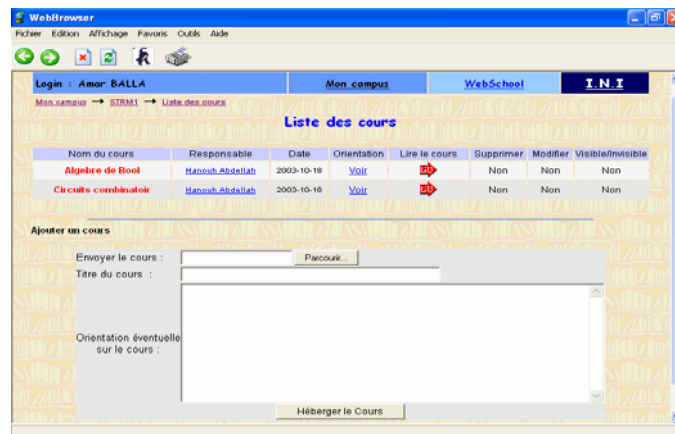 WebBrowser
Fichier Edition Affichage Favoris Outils Aide
Login : Amar BALLA Mon campus WebSchool I.N.I
Mon campus → STRM1 → Liste des cours
Liste des cours
Nom du cours Responsable Date Orientation Lire le cours Supprimer Modifier Visible/Invisible
Algebre de Bool Hanouh Abdellah 2003-10-18 Voir GO Non Non Non
Circuits combinatoir Hanouh Abdellah 2003-10-18 Voir GO Non Non Non
Ajouter un cours
Envoyer le cours : Parcourir...
Titre du cours :
Orientation éventuelle
sur le cours :
Héberger le Cours